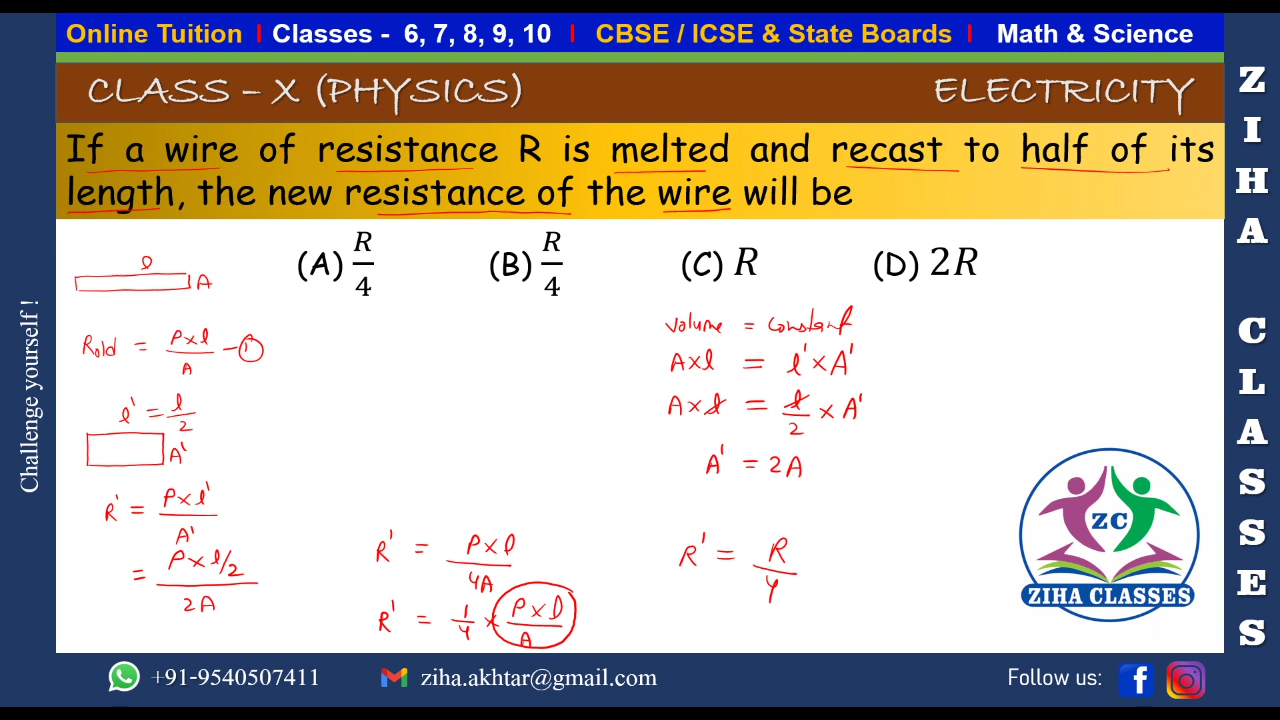 Online Tuition I Classes - 6, 7, 8, 9, 10 I CBSE / ICSE & State Boards I Math & Science
CLASS – X (PHYSICS) ELECTRICITY
If a wire of resistance R is melted and recast to half of its
length, the new resistance of the wire will be
(A) R/4 (B) R/4 (C) R (D) 2R
l
A
Rold = ρ×l / A – ①
l' = l/2
A'
R' = ρ×l' / A'
= ρ×l/2 / 2A
R' = ρ×l / 4A
R' = 1/4 × ρ×l / A
Volume = constant
A×l = l'×A'
A×l = l/2 × A'
A' = 2A
R' = R/4
Challenge yourself !
ZIHA CLASSES
ZC
ZIHA CLASSES
+91-9540507411 ziha.akhtar@gmail.com Follow us: